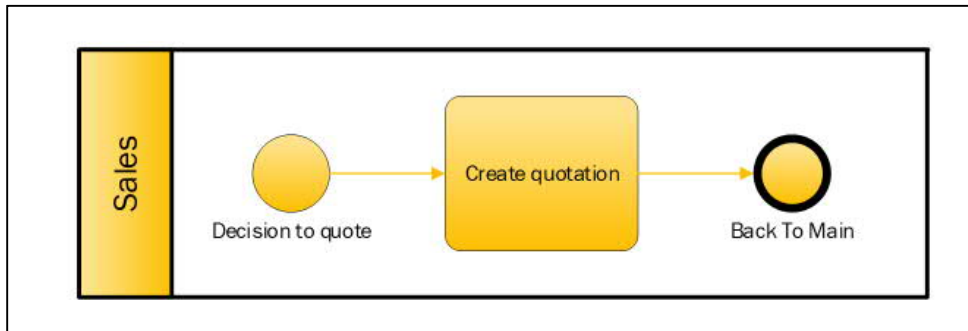 Sales
Decision to quote
Create quotation
Back To Main